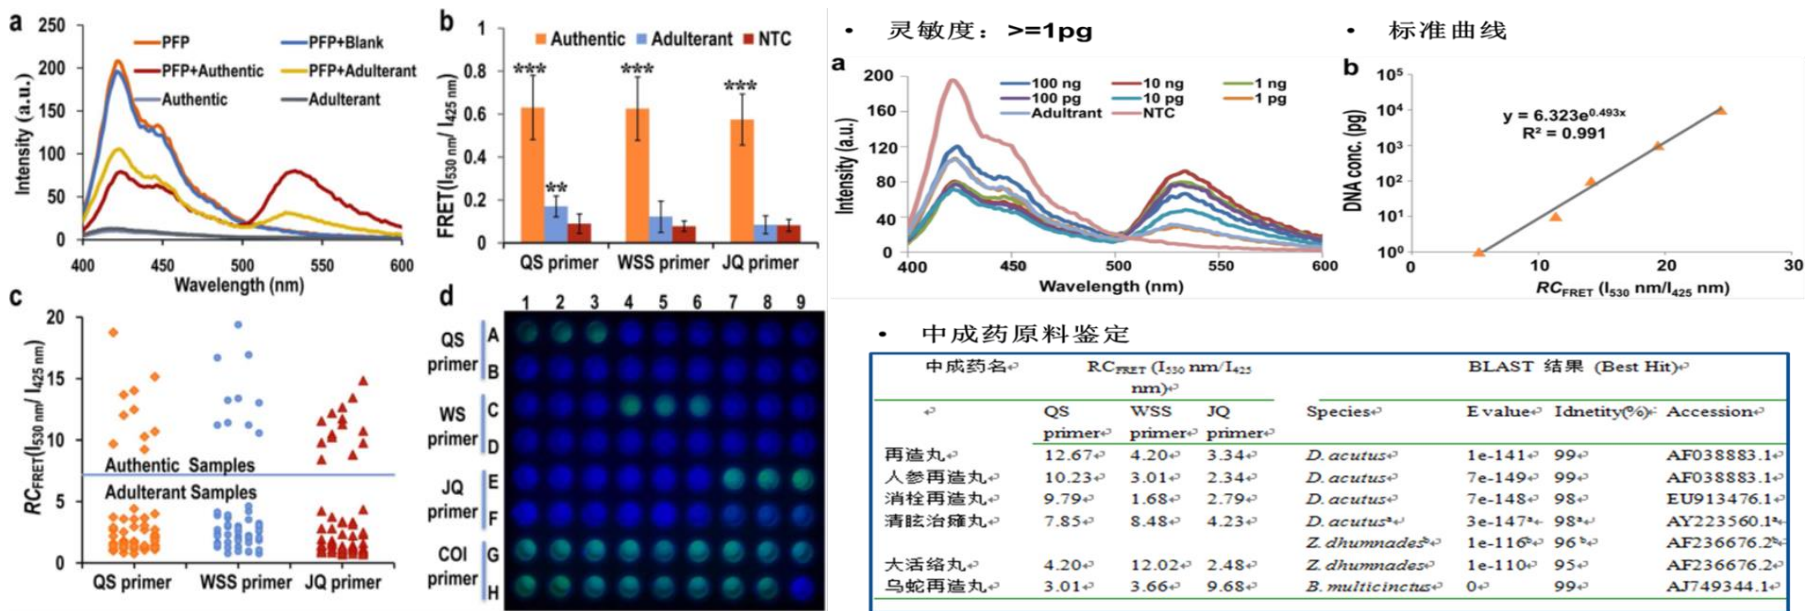 a
250
200
150
100
50
0
Intensity (a.u.)
PFP
PFP+Blank
PFP+Authentic
PFP+Adulterant
Authentic
Adulterant
400
450
500
550
600
Wavelength (nm)
b
1
0.8
0.6
0.4
0.2
0
FRET(I530 nm/ I425 nm)
Authentic
Adulterant
NTC
***
***
***
**
QS primer
WSS primer
JQ primer
c
20
15
10
5
0
RCFRET(I530 nm/ I425 nm)
Authentic Samples
Adulterant Samples
QS primer
WSS primer
JQ primer
d
1 2 3 4 5 6 7 8 9
QS primer
A
B
WS primer
C
D
JQ primer
E
F
COI primer
G
H
• 灵敏度：>=1pg
a
200
160
120
80
40
0
Intensity (a.u.)
100 ng
10 ng
1 ng
100 pg
10 pg
1 pg
Adultrant
NTC
400
450
500
550
600
Wavelength (nm)
• 标准曲线
b
10⁵
10⁴
10³
10²
10¹
10⁰
DNA conc. (pg)
y = 6.323e^0.493x
R² = 0.991
0
10
20
30
RCFRET (I530 nm/I425 nm)
• 中成药原料鉴定
中成药名 RCFRET (I530 nm/I425 nm) BLAST 结果 (Best Hit)
QS primer WSS primer JQ primer Species E value Idnetity(%) Accession
再造丸 12.67 4.20 3.34 D. acutus 1e-141 99 AF038883.1
人参再造丸 10.23 3.01 2.34 D. acutus 7e-149 99 AF038883.1
消栓再造丸 9.79 1.68 2.79 D. acutus 7e-148 98 EU913476.1
清眩治瘫丸 7.85 8.48 4.23 D. acutusᵃ 3e-147ᵃ 98ᵃ AY223560.1ᵃ
Z. dhumnadesᵇ 1e-116ᵇ 96 ᵇ AF236676.2ᵇ
大活络丸 4.20 12.02 2.48 Z. dhumnades 1e-110 95 AF236676.2
乌蛇再造丸 3.01 3.66 9.68 B. multicinctus 0 99 AJ749344.1